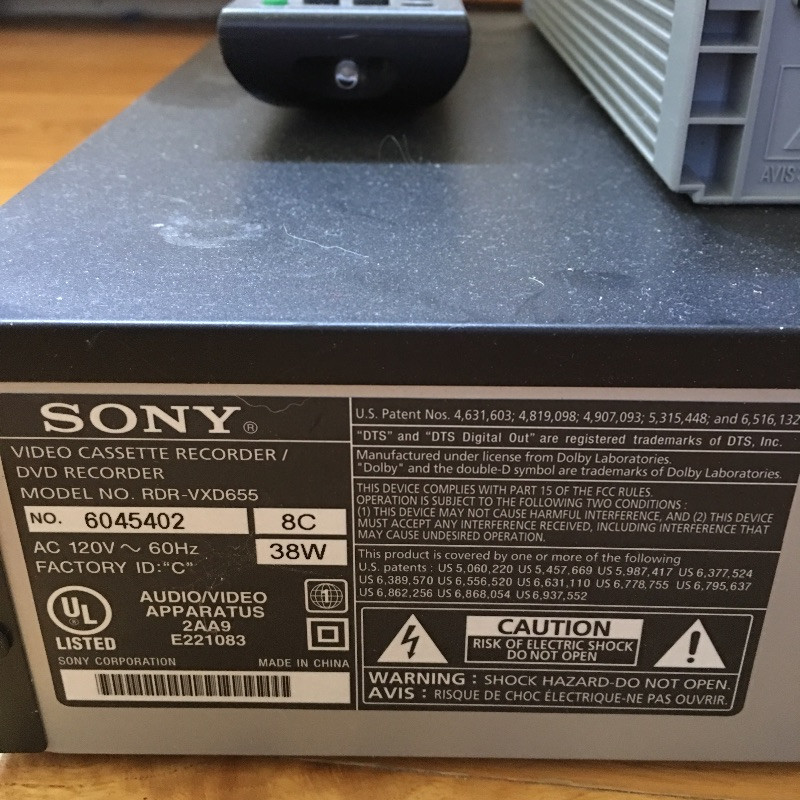 AVIS
SONY®
VIDEO CASSETTE RECORDER /
DVD RECORDER
MODEL NO. RDR-VXD655
NO. 6045402 8C
AC 120V ~ 60Hz 38W
FACTORY ID:"C"
UL ®
LISTED
AUDIO/VIDEO
APPARATUS
2AA9
E221083
1
SONY CORPORATION MADE IN CHINA
U.S. Patent Nos. 4,631,603; 4,819,098; 4,907,093; 5,315,448; and 6,516,132
"DTS" and "DTS Digital Out" are registered trademarks of DTS, Inc.
Manufactured under license from Dolby Laboratories.
"Dolby" and the double-D symbol are trademarks of Dolby Laboratories.
THIS DEVICE COMPLIES WITH PART 15 OF THE FCC RULES.
OPERATION IS SUBJECT TO THE FOLLOWING TWO CONDITIONS :
(1) THIS DEVICE MAY NOT CAUSE HARMFUL INTERFERENCE, AND (2) THIS DEVICE
MUST ACCEPT ANY INTERFERENCE RECEIVED, INCLUDING INTERFERENCE THAT
MAY CAUSE UNDESIRED OPERATION.
This product is covered by one or more of the following
U.S. patents : US 5,060,220 US 5,457,669 US 5,987,417 US 6,377,524
US 6,389,570 US 6,556,520 US 6,631,110 US 6,778,755 US 6,795,637
US 6,862,256 US 6,868,054 US 6,937,552
CAUTION
RISK OF ELECTRIC SHOCK
DO NOT OPEN
WARNING : SHOCK HAZARD-DO NOT OPEN.
AVIS : RISQUE DE CHOC ÉLECTRIQUE-NE PAS OUVRIR.